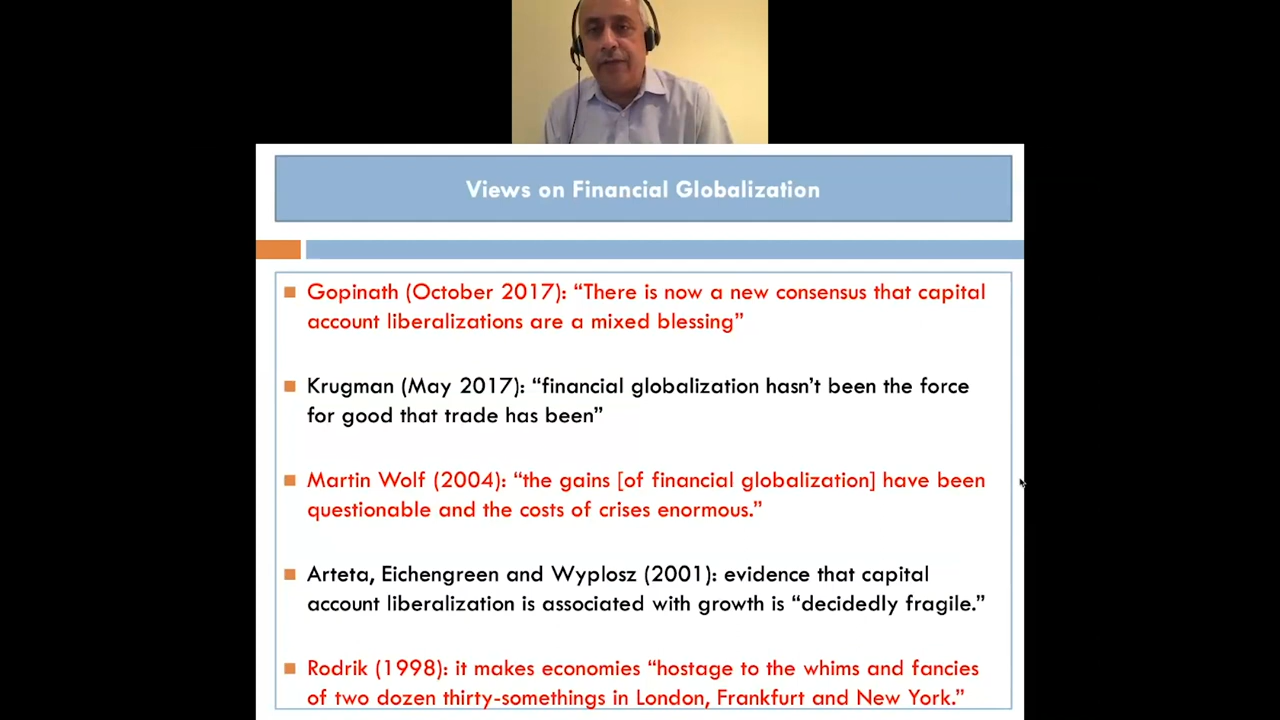 Views on Financial Globalization
Gopinath (October 2017): “There is now a new consensus that capital
account liberalizations are a mixed blessing”
Krugman (May 2017): “financial globalization hasn’t been the force
for good that trade has been”
Martin Wolf (2004): “the gains [of financial globalization] have been
questionable and the costs of crises enormous.”
Arteta, Eichengreen and Wyplosz (2001): evidence that capital
account liberalization is associated with growth is “decidedly fragile.”
Rodrik (1998): it makes economies “hostage to the whims and fancies
of two dozen thirty-somethings in London, Frankfurt and New York.”